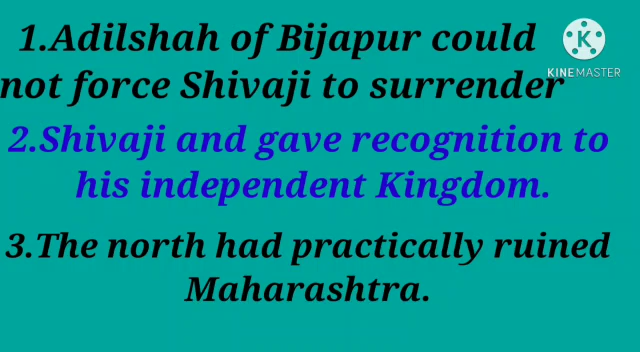 1.Adilshah of Bijapur could
not force Shivaji to surrender
KINEMASTER
2.Shivaji and gave recognition to
his independent Kingdom.
3.The north had practically ruined
Maharashtra.